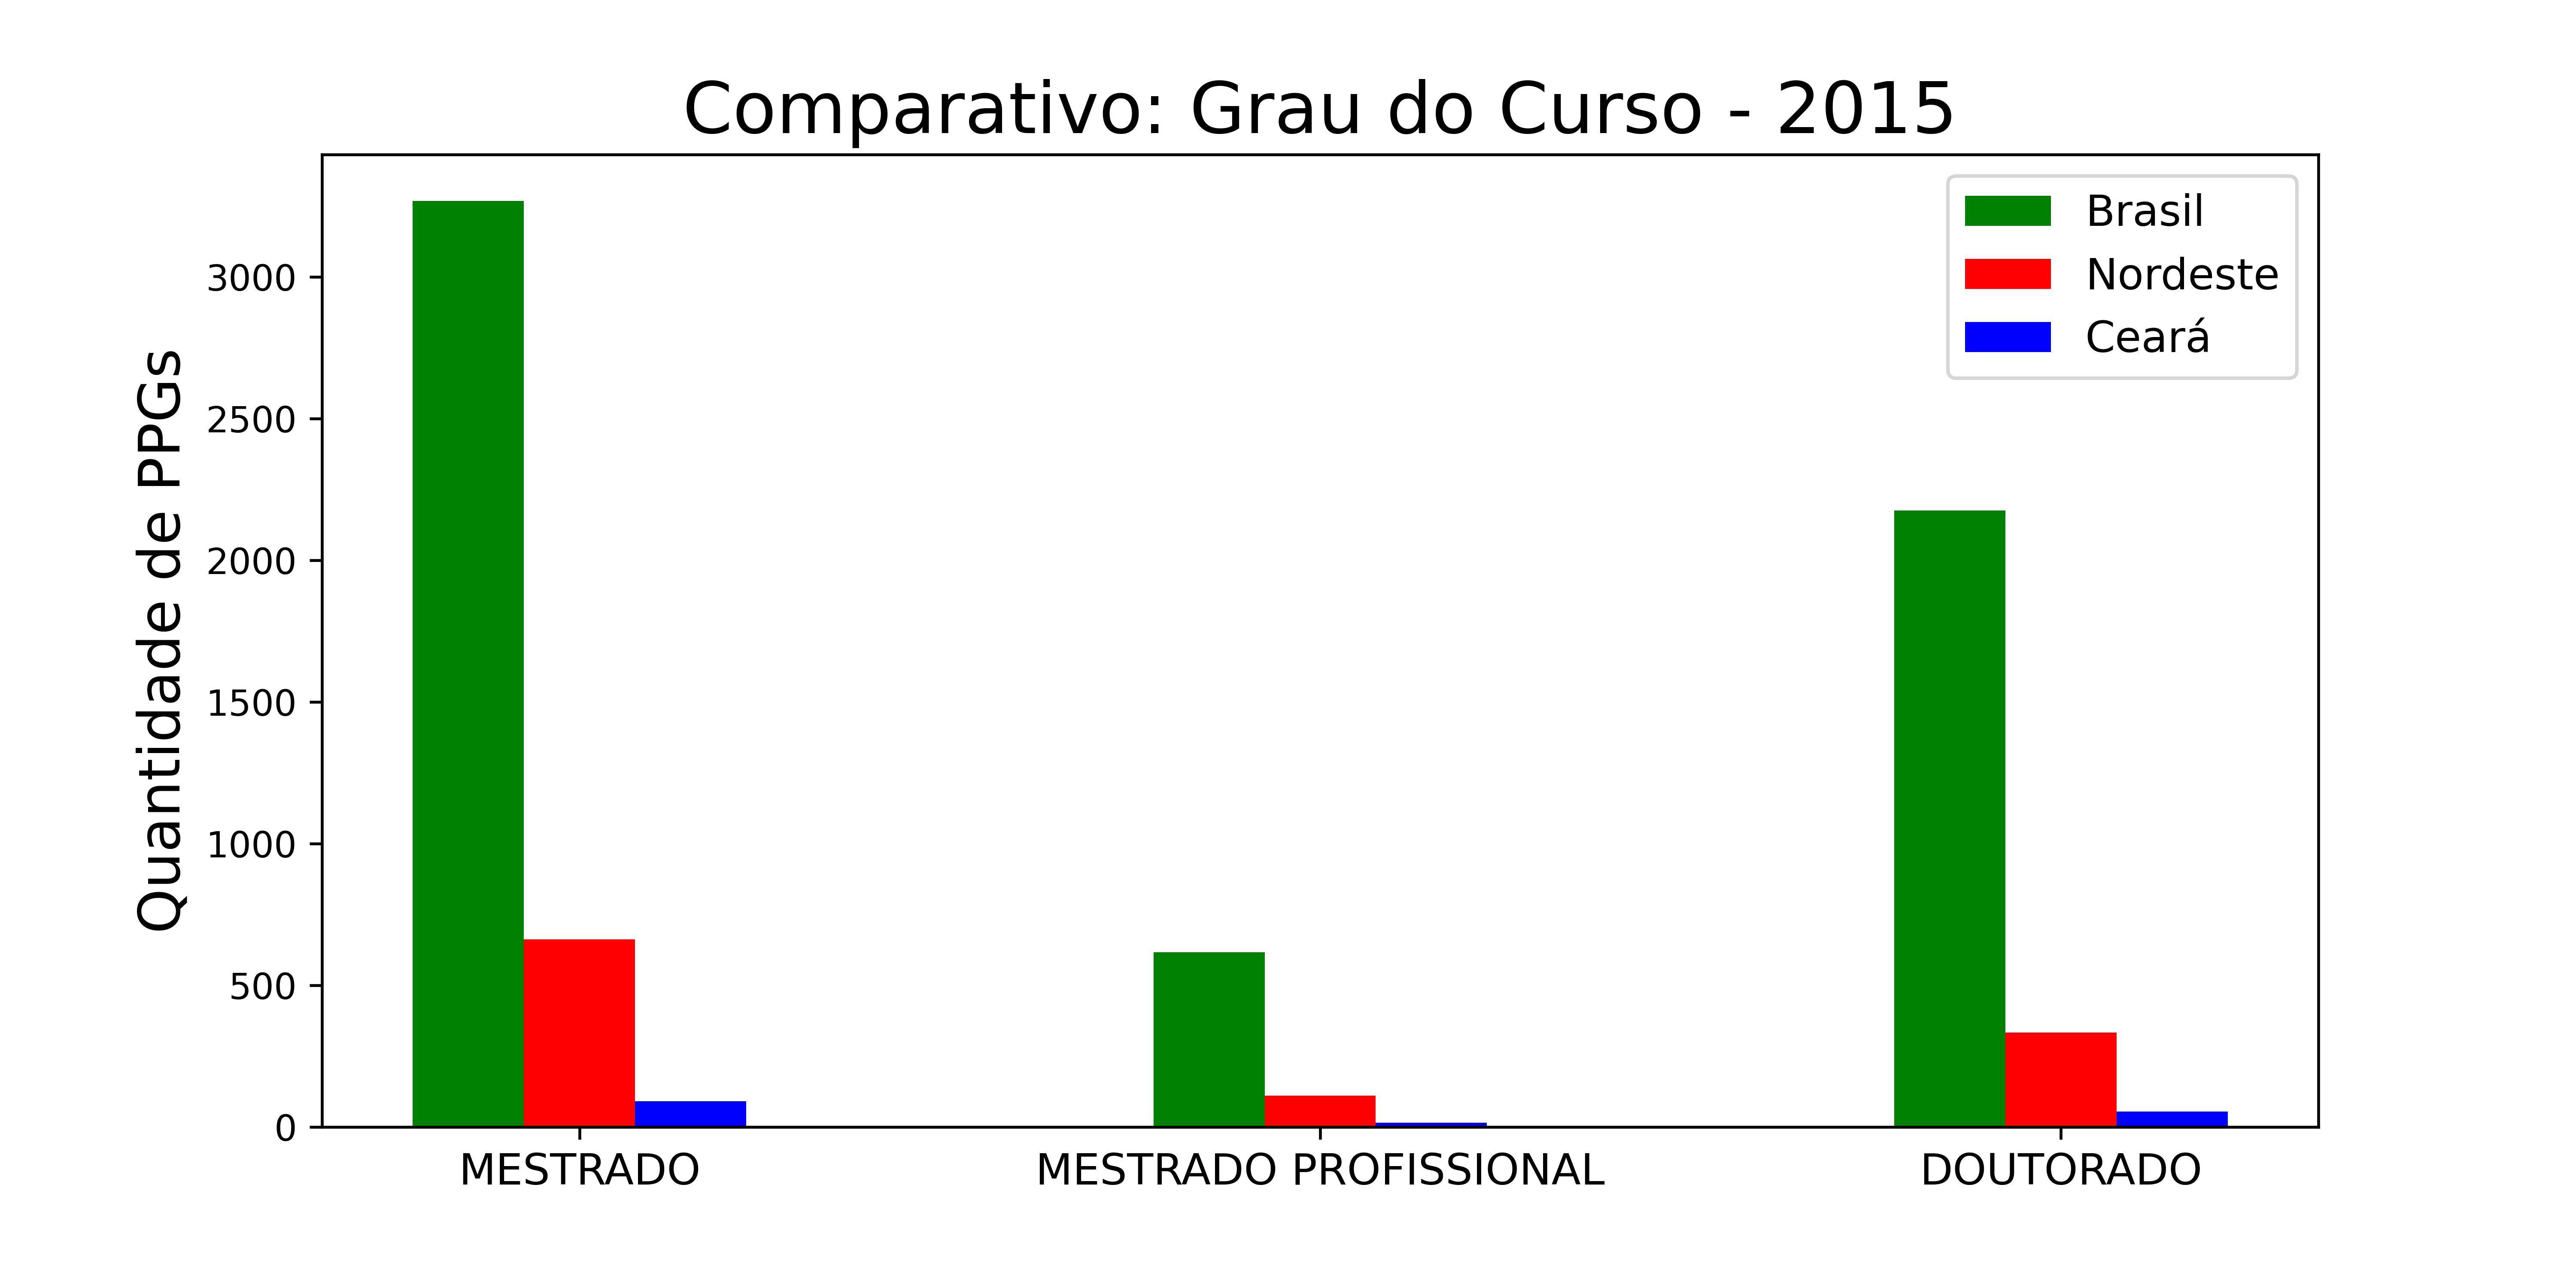 Comparativo: Grau do Curso - 2015
Quantidade de PPGs
3000
2500
2000
1500
1000
500
0
Brasil
Nordeste
Ceará
MESTRADO
MESTRADO PROFISSIONAL
DOUTORADO